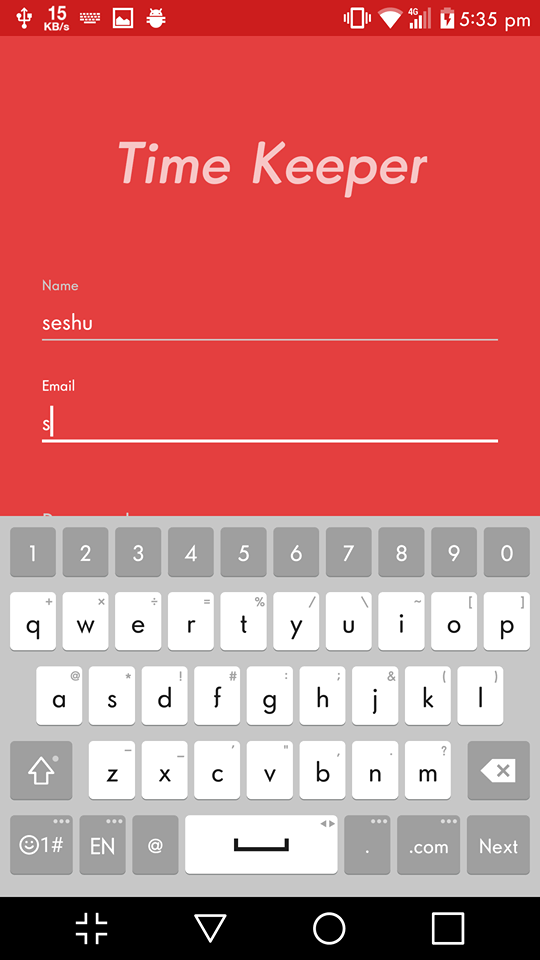 15
KB/s
4G
5:35 pm
Time Keeper
Name
seshu
Email
s
1 2 3 4 5 6 7 8 9 0
+ × ÷ = % / \ ~ [ ]
q w e r t y u i o p
@ * ! # : ; & ( )
a s d f g h j k l
– _ ' " , . ?
z x c v b n m
1# EN @ . .com Next